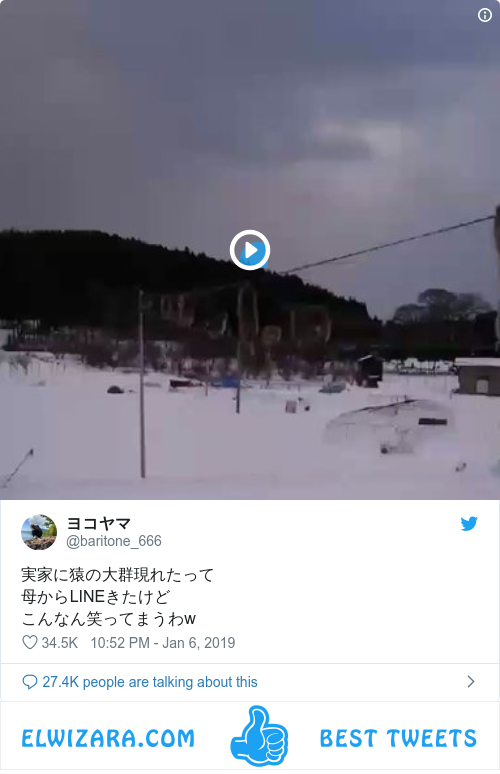 ヨコヤマ
@baritone_666
実家に猿の大群現れたって
母からLINEきたけど
こんなん笑ってまうわw
34.5K 10:52 PM - Jan 6, 2019
27.4K people are talking about this
ELWIZARA.COM BEST TWEETS